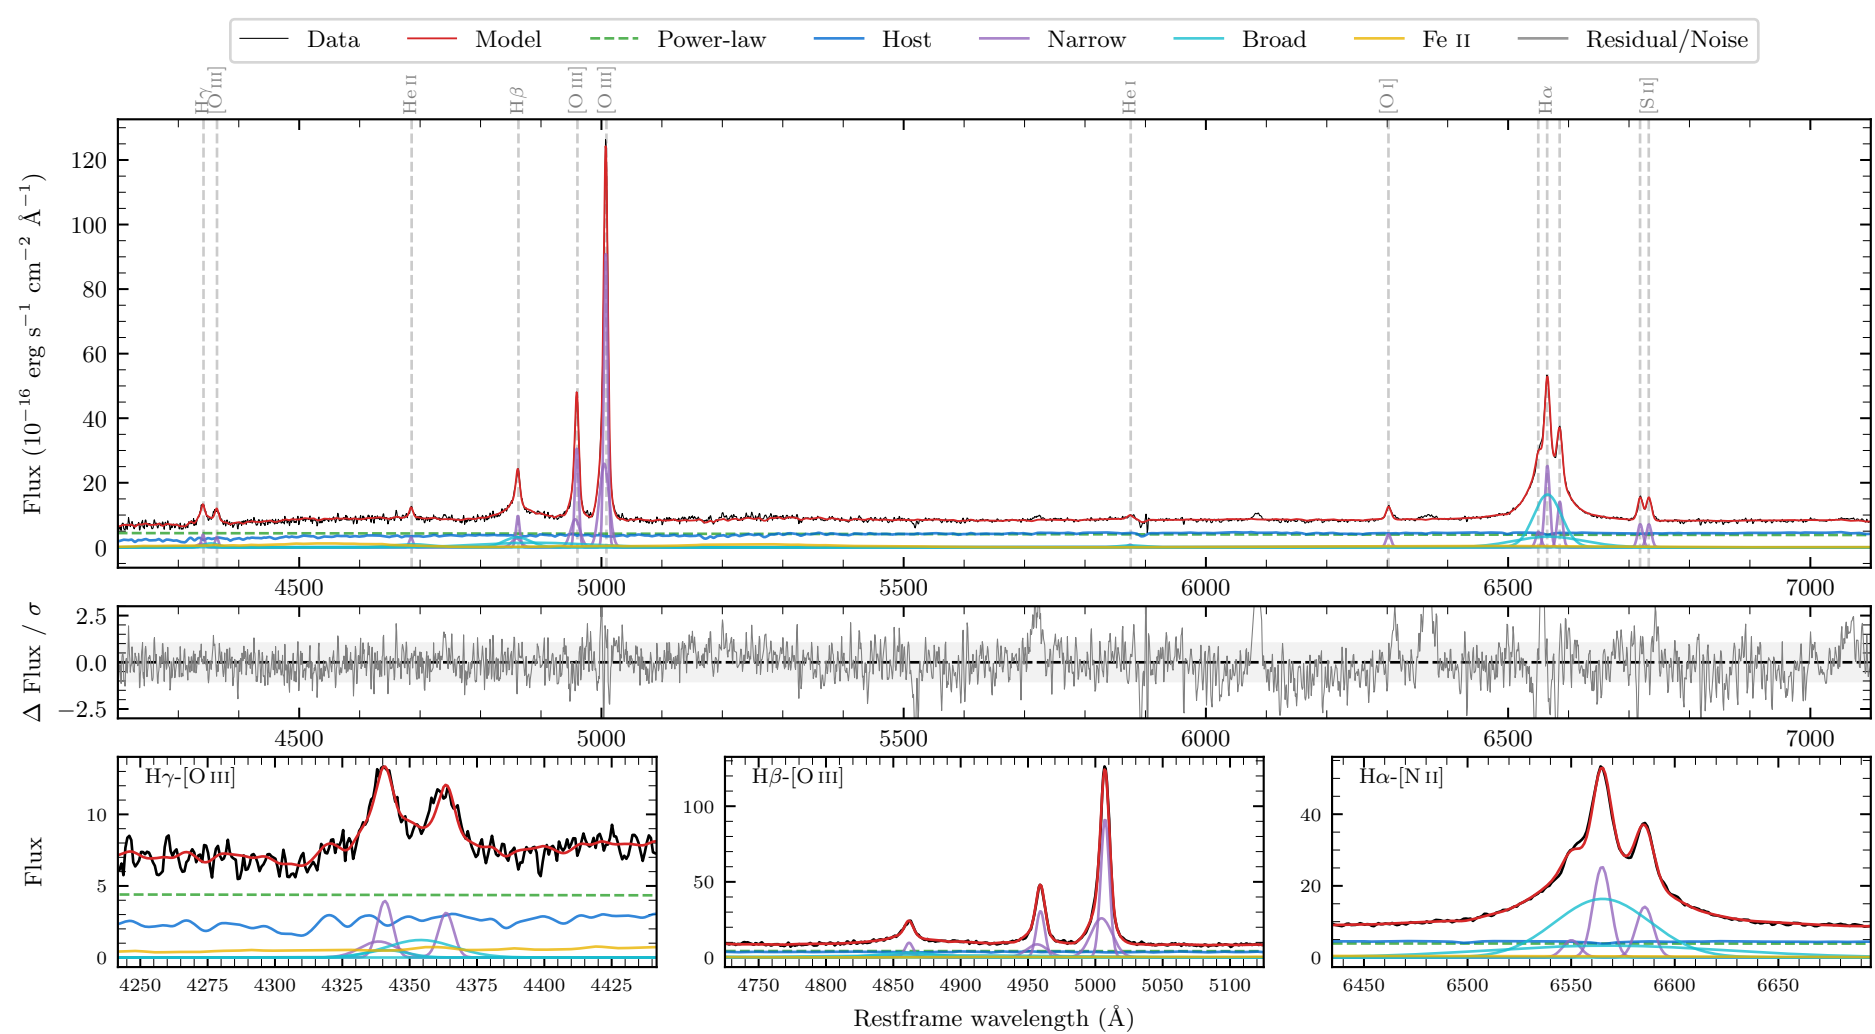 Data Model Power-law Host Narrow Broad Fe II Residual/Noise
Hγ [O III] He II Hβ [O III] [O III] He I [O I] Hα [S II]
Flux (10−16 erg s−1 cm−2 Å−1)
120
100
80
60
40
20
0
4500 5000 5500 6000 6500 7000
Δ Flux / σ
2.5
0.0
−2.5
4500 5000 5500 6000 6500 7000
Flux
Hγ-[O III]
10
5
0
4250 4275 4300 4325 4350 4375 4400 4425
Hβ-[O III]
100
50
0
4750 4800 4850 4900 4950 5000 5050 5100
Hα-[N II]
40
20
0
6450 6500 6550 6600 6650
Restframe wavelength (Å)